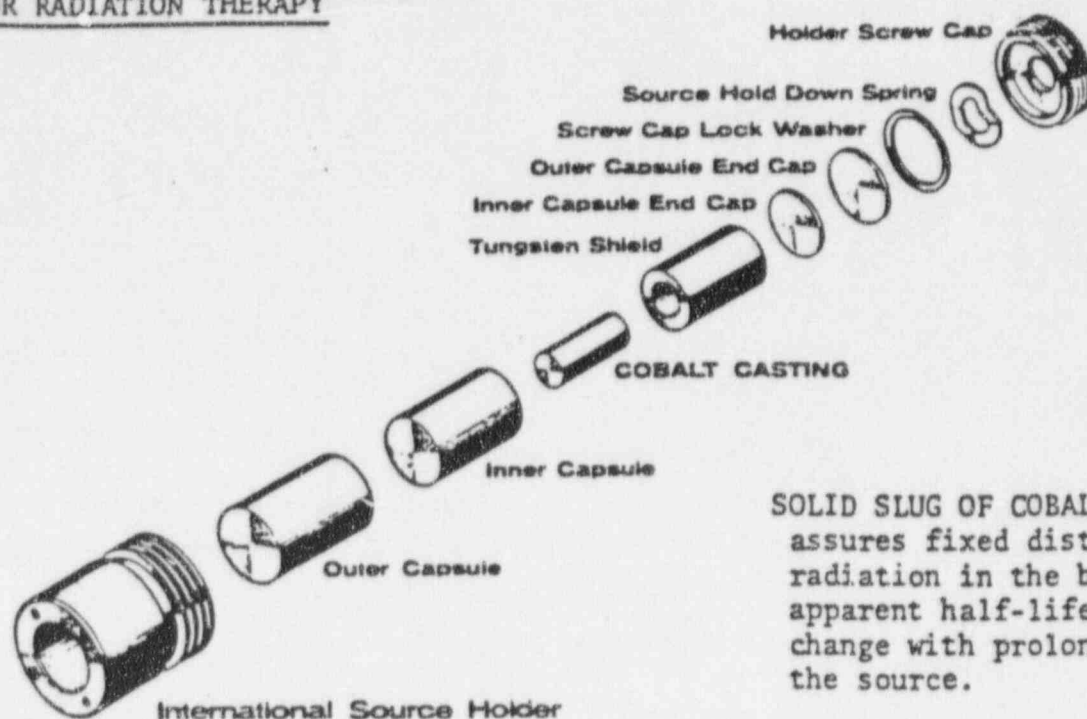 R RADIATION THERAPY
Holder Screw Cap
Source Hold Down Spring
Screw Cap Lock Washer
Outer Capsule End Cap
Inner Capsule End Cap
Tungsten Shield
COBALT CASTING
Inner Capsule
Outer Capsule
International Source Holder
SOLID SLUG OF COBAL
assures fixed dist
radiation in the b
apparent half-life
change with prolon
the source.